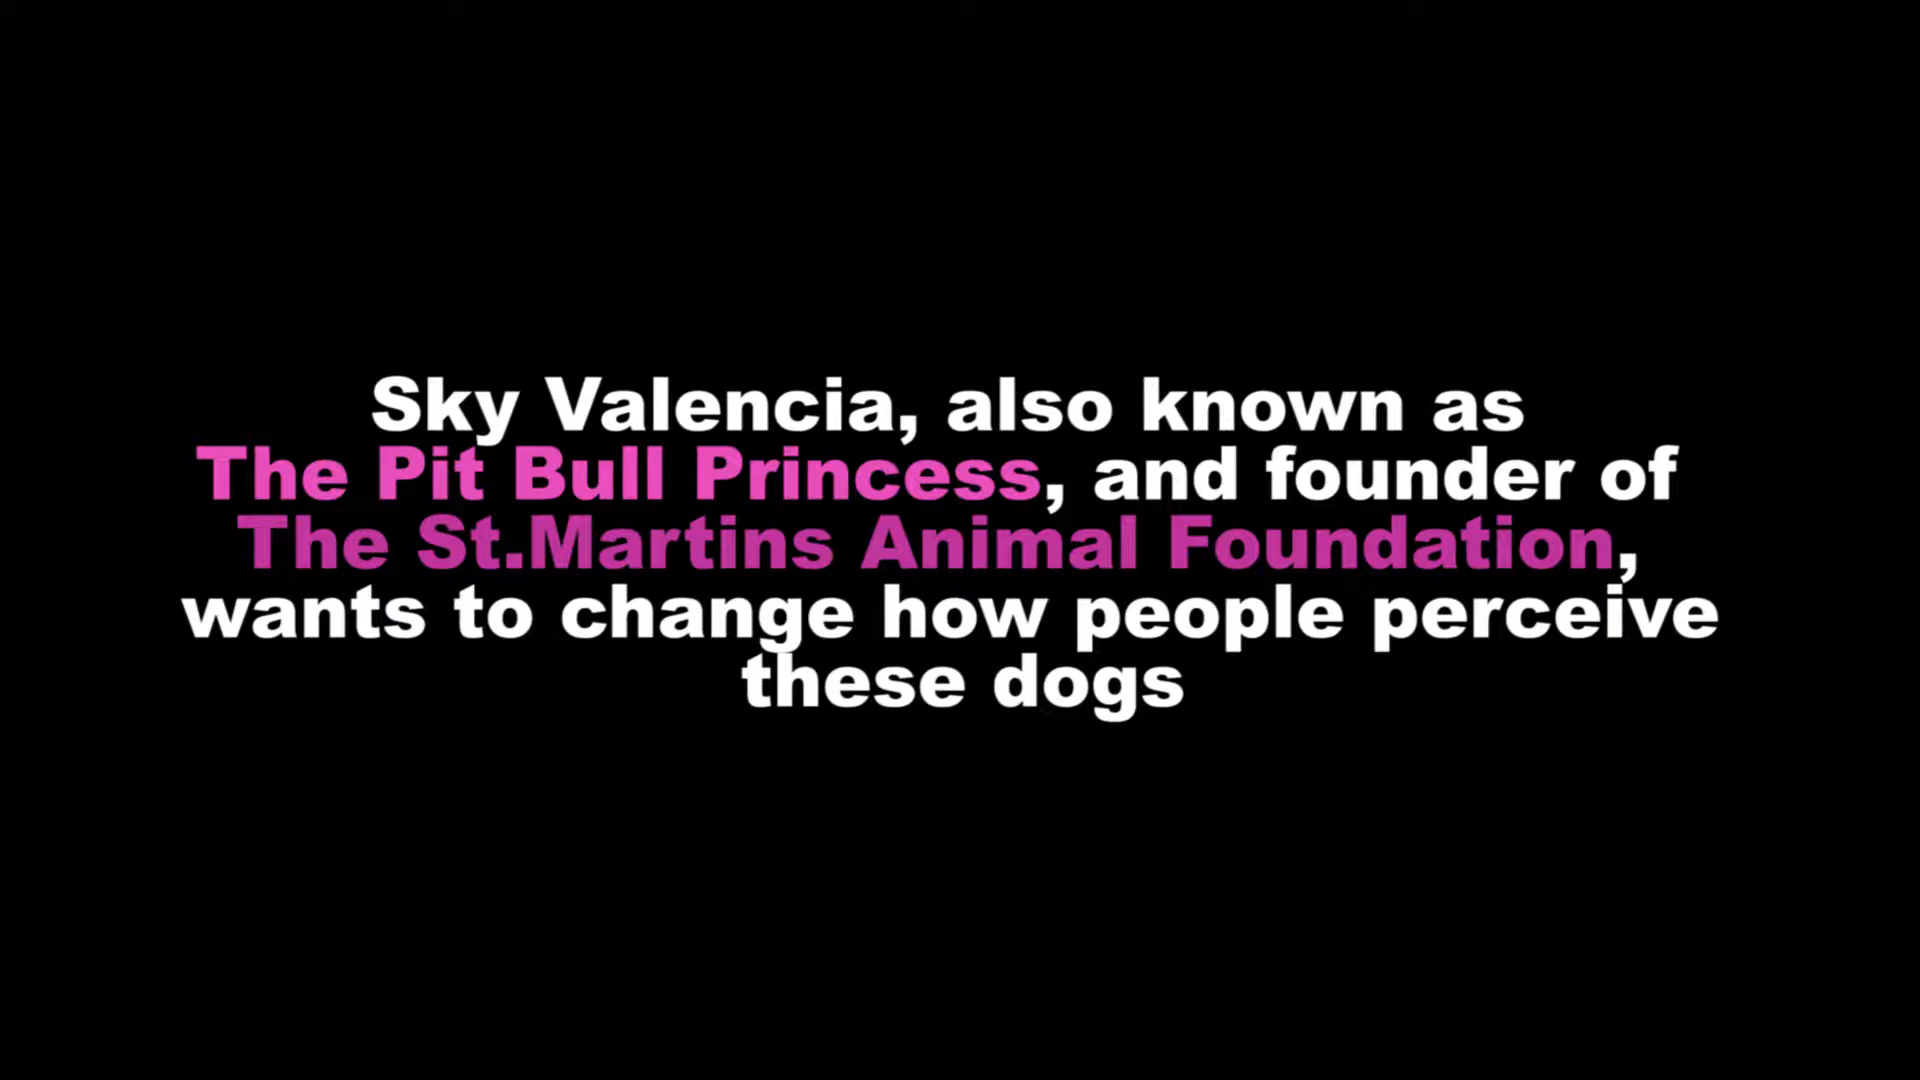 Sky Valencia, also known as
The Pit Bull Princess, and founder of
The St.Martins Animal Foundation,
wants to change how people perceive
these dogs